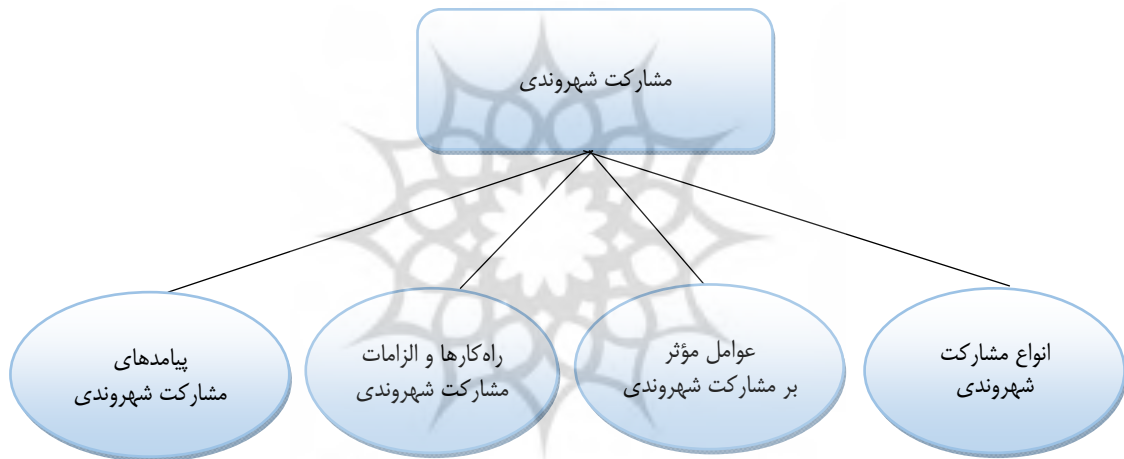 مشارکت شهروندی
انواع مشارکت
شهروندی
عوامل مؤثر
بر مشارکت شهروندی
راه‌کارها و الزامات
مشارکت شهروندی
پیامدهای
مشارکت شهروندی